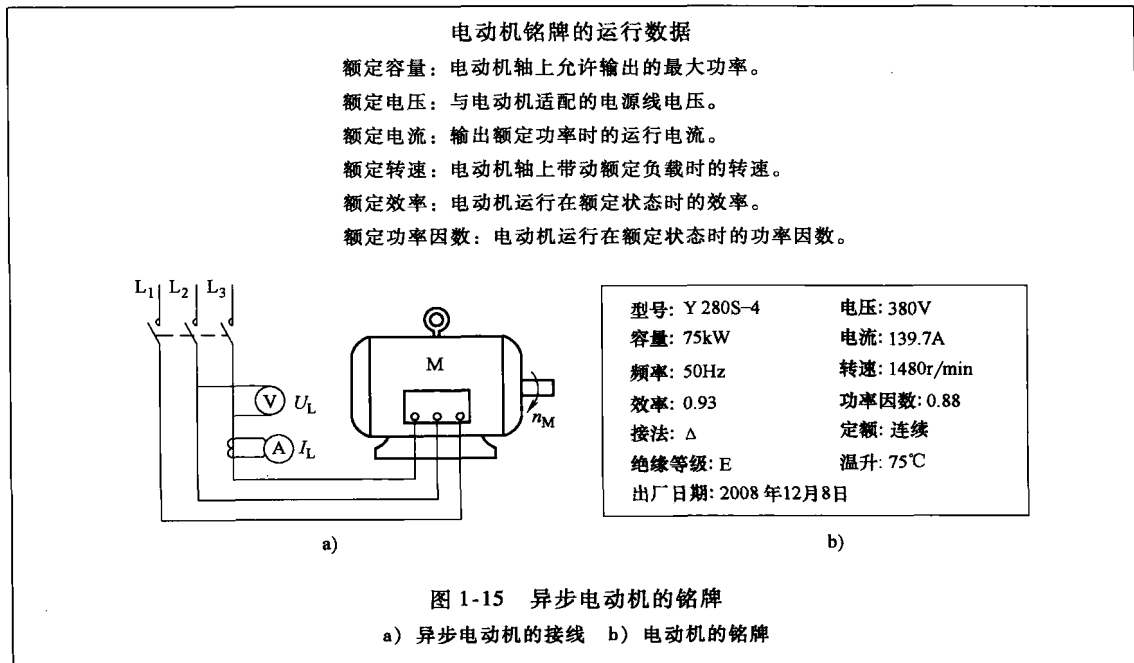 电动机铭牌的运行数据
额定容量：电动机轴上允许输出的最大功率。
额定电压：与电动机适配的电源线电压。
额定电流：输出额定功率时的运行电流。
额定转速：电动机轴上带动额定负载时的转速。
额定效率：电动机运行在额定状态时的效率。
额定功率因数：电动机运行在额定状态时的功率因数。
L1 L2 L3
M
V UL
A IL
nM
a)
型号: Y 280S-4 电压: 380V
容量: 75kW 电流: 139.7A
频率: 50Hz 转速: 1480r/min
效率: 0.93 功率因数: 0.88
接法: Δ 定额: 连续
绝缘等级: E 温升: 75℃
出厂日期: 2008 年12月8日
b)
图 1-15 异步电动机的铭牌
a）异步电动机的接线 b）电动机的铭牌